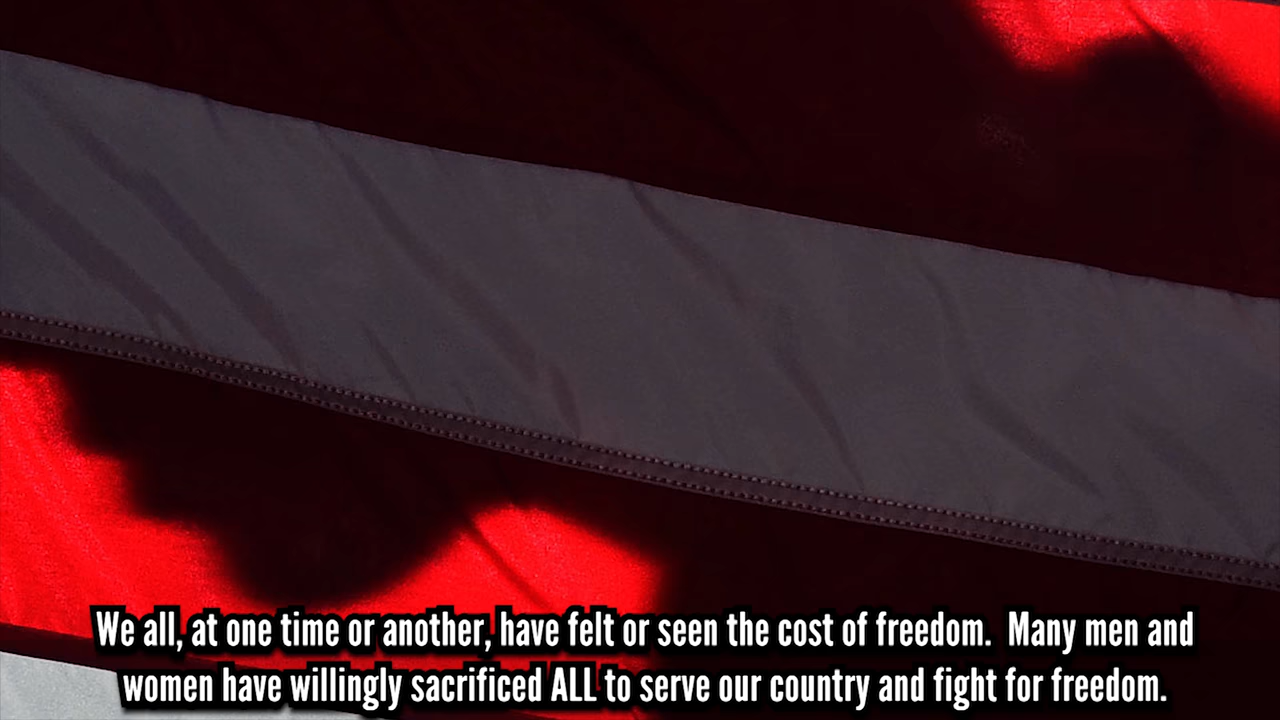 We all, at one time or another, have felt or seen the cost of freedom.  Many men and
women have willingly sacrificed ALL to serve our country and fight for freedom.